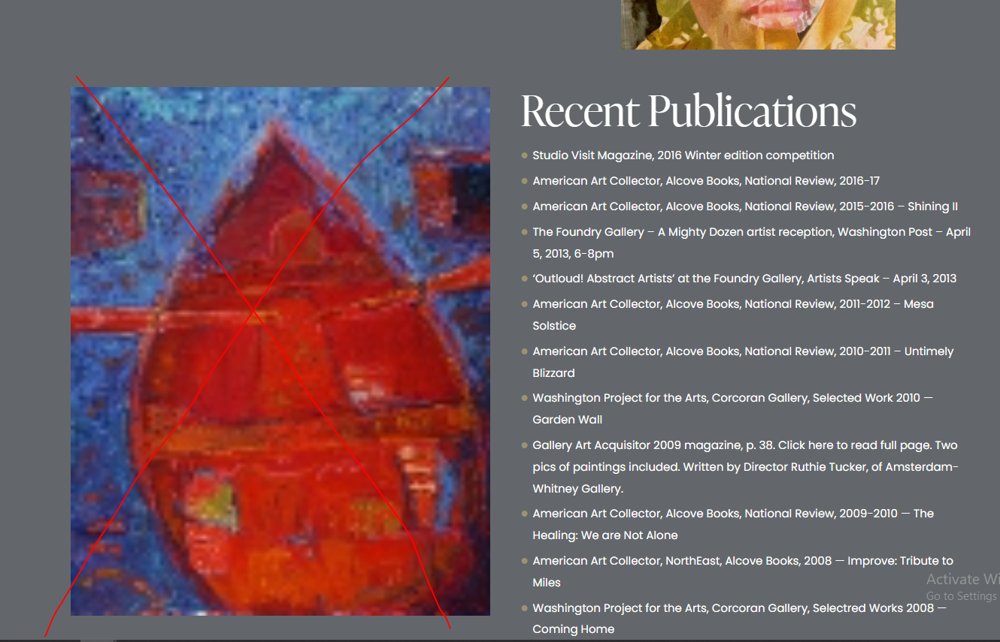 Recent Publications
Studio Visit Magazine, 2016 Winter edition competition
American Art Collector, Alcove Books, National Review, 2016-17
American Art Collector, Alcove Books, National Review, 2015-2016 – Shining II
The Foundry Gallery – A Mighty Dozen artist reception, Washington Post – April
5, 2013, 6-8pm
‘Outloud! Abstract Artists’ at the Foundry Gallery, Artists Speak – April 3, 2013
American Art Collector, Alcove Books, National Review, 2011-2012 – Mesa
Solstice
American Art Collector, Alcove Books, National Review, 2010-2011 – Untimely
Blizzard
Washington Project for the Arts, Corcoran Gallery, Selected Work 2010 —
Garden Wall
Gallery Art Acquisitor 2009 magazine, p. 38. Click here to read full page. Two
pics of paintings included. Written by Director Ruthie Tucker, of Amsterdam-
Whitney Gallery.
American Art Collector, Alcove Books, National Review, 2009-2010 — The
Healing: We are Not Alone
American Art Collector, NorthEast, Alcove Books, 2008 — Improve: Tribute to
Miles
Activate Wi
Go to Settings
Washington Project for the Arts, Corcoran Gallery, Selectred Works 2008 —
Coming Home